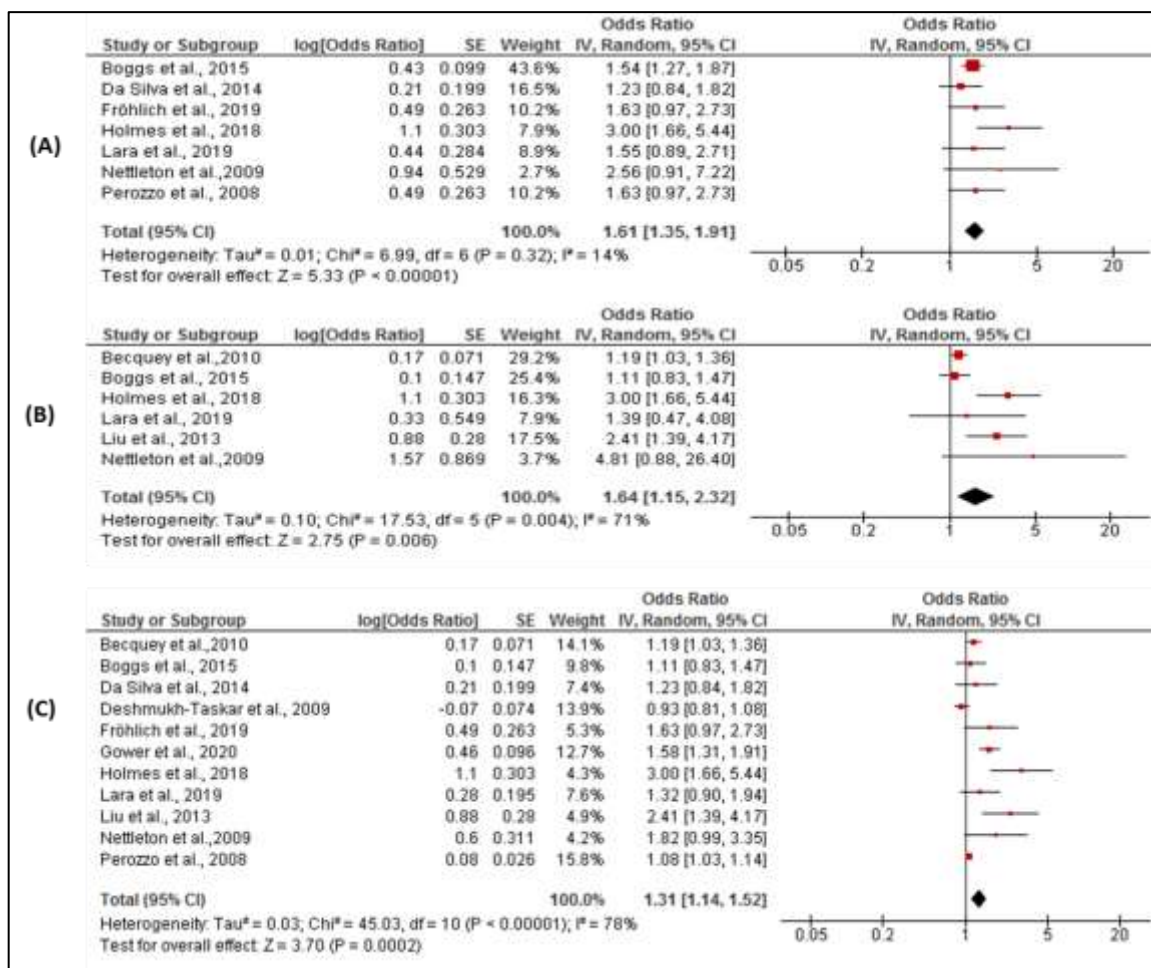 Odds Ratio Odds Ratio
Study or Subgroup log[Odds Ratio] SE Weight IV, Random, 95% CI IV, Random, 95% CI
Boggs et al., 2015 0.43 0.099 43.6% 1.54 [1.27, 1.87]
Da Silva et al., 2014 0.21 0.199 16.5% 1.23 [0.84, 1.82]
Fröhlich et al., 2019 0.49 0.263 10.2% 1.63 [0.97, 2.73]
(A) Holmes et al., 2018 1.1 0.303 7.9% 3.00 [1.66, 5.44]
Lara et al., 2019 0.44 0.284 8.9% 1.55 [0.89, 2.71]
Nettleton et al.,2009 0.94 0.529 2.7% 2.56 [0.91, 7.22]
Perozzo et al., 2008 0.49 0.263 10.2% 1.63 [0.97, 2.73]
Total (95% CI) 100.0% 1.61 [1.35, 1.91]
Heterogeneity: Tau² = 0.01; Chi² = 6.99, df = 6 (P = 0.32); I² = 14%
Test for overall effect: Z = 5.33 (P < 0.00001)
0.05 0.2 1 5 20
Odds Ratio Odds Ratio
Study or Subgroup log[Odds Ratio] SE Weight IV, Random, 95% CI IV, Random, 95% CI
Becquey et al.,2010 0.17 0.071 29.2% 1.19 [1.03, 1.36]
Boggs et al., 2015 0.1 0.147 25.4% 1.11 [0.83, 1.47]
Holmes et al., 2018 1.1 0.303 16.3% 3.00 [1.66, 5.44]
(B) Lara et al., 2019 0.33 0.549 7.9% 1.39 [0.47, 4.08]
Liu et al., 2013 0.88 0.28 17.5% 2.41 [1.39, 4.17]
Nettleton et al.,2009 1.57 0.869 3.7% 4.81 [0.88, 26.40]
Total (95% CI) 100.0% 1.64 [1.15, 2.32]
Heterogeneity: Tau² = 0.10; Chi² = 17.53, df = 5 (P = 0.004); I² = 71%
Test for overall effect: Z = 2.75 (P = 0.006)
0.05 0.2 1 5 20
Odds Ratio Odds Ratio
Study or Subgroup log[Odds Ratio] SE Weight IV, Random, 95% CI IV, Random, 95% CI
Becquey et al.,2010 0.17 0.071 14.1% 1.19 [1.03, 1.36]
Boggs et al., 2015 0.1 0.147 9.8% 1.11 [0.83, 1.47]
Da Silva et al., 2014 0.21 0.199 7.4% 1.23 [0.84, 1.82]
(C) Deshmukh-Taskar et al., 2009 -0.07 0.074 13.9% 0.93 [0.81, 1.08]
Fröhlich et al., 2019 0.49 0.263 5.3% 1.63 [0.97, 2.73]
Gower et al., 2020 0.46 0.096 12.7% 1.58 [1.31, 1.91]
Holmes et al., 2018 1.1 0.303 4.3% 3.00 [1.66, 5.44]
Lara et al., 2019 0.28 0.195 7.6% 1.32 [0.90, 1.94]
Liu et al., 2013 0.88 0.28 4.9% 2.41 [1.39, 4.17]
Nettleton et al.,2009 0.6 0.311 4.2% 1.82 [0.99, 3.35]
Perozzo et al., 2008 0.08 0.026 15.8% 1.08 [1.03, 1.14]
Total (95% CI) 100.0% 1.31 [1.14, 1.52]
Heterogeneity: Tau² = 0.03; Chi² = 45.03, df = 10 (P < 0.00001); I² = 78%
Test for overall effect: Z = 3.70 (P = 0.0002)
0.05 0.2 1 5 20